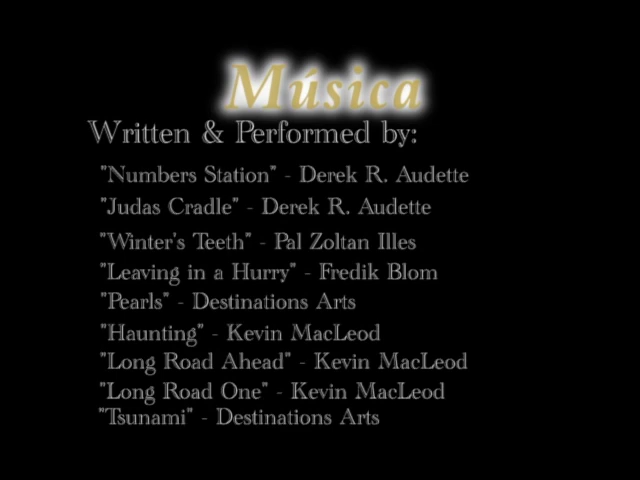 Música
Written & Performed by:
"Numbers Station" - Derek R. Audette
"Judas Cradle" - Derek R. Audette
"Winter's Teeth" - Pal Zoltan Illes
"Leaving in a Hurry" - Fredik Blom
"Pearls" - Destinations Arts
"Haunting" - Kevin MacLeod
"Long Road Ahead" - Kevin MacLeod
"Long Road One" - Kevin MacLeod
"Tsunami" - Destinations Arts